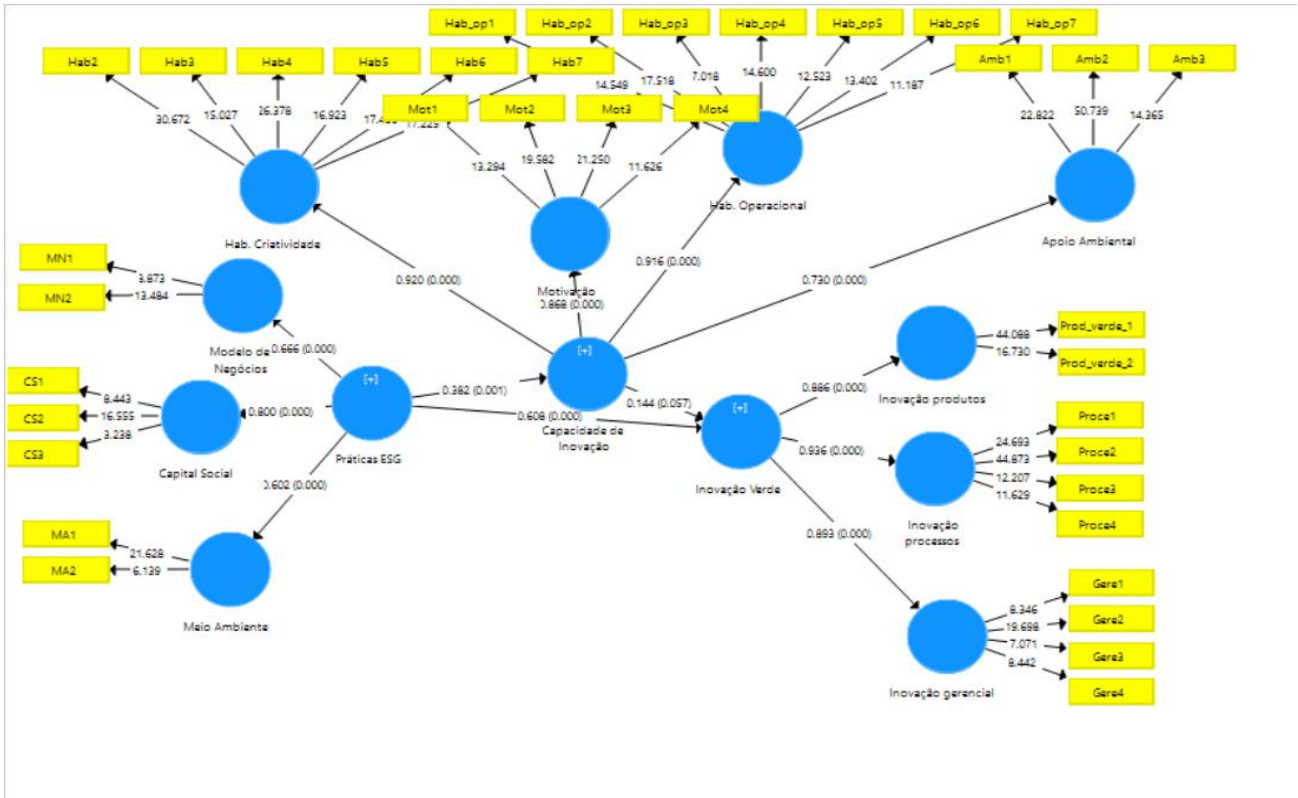 Hab_op1
Hab_op2
Hab_op3
Hab_op4
Hab_op5
Hab_op6
Hab_op7
Hab2
Hab3
Hab4
Hab5
Hab6
Hab7
Amb1
Amb2
Amb3
14.549
17.518
7.018
14.600
12.523
13.402
11.187
Mot1
Mot2
Mot3
Mot4
30.672
15.027
26.378
16.923
17.225
22.822
50.739
14.365
13.294
19.582
21.250
11.626
Hab. Operacional
Hab. Criatividade
Apoio Ambiental
MN1
3.873
MN2
13.484
0.920 (0.000)
Motivação
0.868 (0.000)
0.916 (0.000)
0.730 (0.000)
Modelo de
Negócios
0.666 (0.000)
[+]
Prod_verde_1
44.088
16.730
Prod_verde_2
CS1
8.443
CS2
16.555
CS3
3.238
0.800 (0.000)
[+]
0.382 (0.001)
0.144 (0.057)
0.608 (0.000)
[+]
0.886 (0.000)
Inovação produtos
Capital Social
Práticas ESG
Capacidade de
Inovação
Inovação Verde
0.936 (0.000)
Proce1
24.693
Proce2
44.873
Proce3
12.207
Proce4
11.629
Inovação
processos
0.602 (0.000)
0.893 (0.000)
MA1
21.628
MA2
6.139
Meio Ambiente
Gere1
8.346
Gere2
19.698
Gere3
7.071
Gere4
8.442
Inovação gerencial